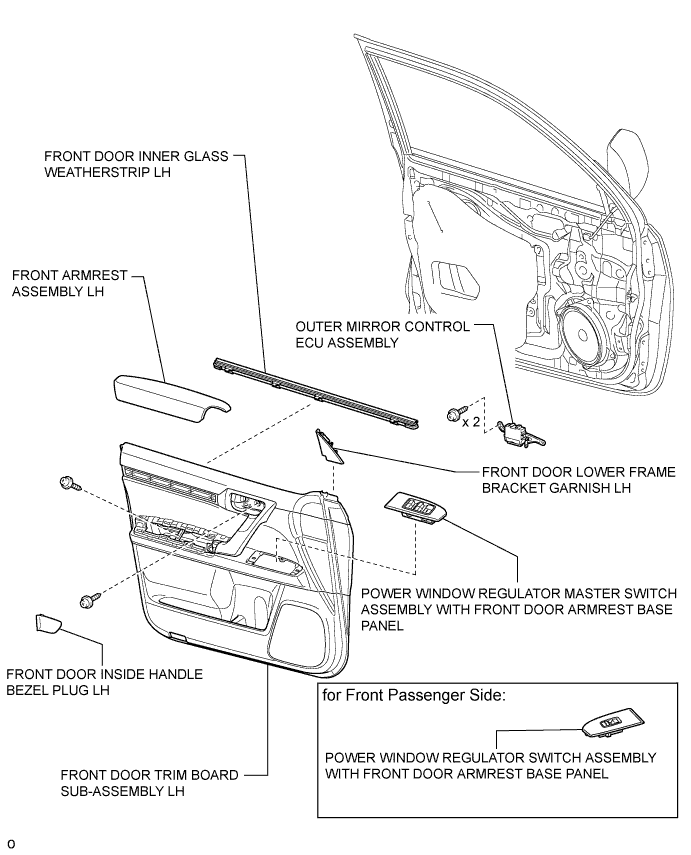 FRONT DOOR INNER GLASS
WEATHERSTRIP LH
FRONT ARMREST
ASSEMBLY LH
OUTER MIRROR CONTROL
ECU ASSEMBLY
x 2
FRONT DOOR LOWER FRAME
BRACKET GARNISH LH
POWER WINDOW REGULATOR MASTER SWITCH
ASSEMBLY WITH FRONT DOOR ARMREST BASE
PANEL
FRONT DOOR INSIDE HANDLE
BEZEL PLUG LH
for Front Passenger Side:
POWER WINDOW REGULATOR SWITCH ASSEMBLY
WITH FRONT DOOR ARMREST BASE PANEL
FRONT DOOR TRIM BOARD
SUB-ASSEMBLY LH
O